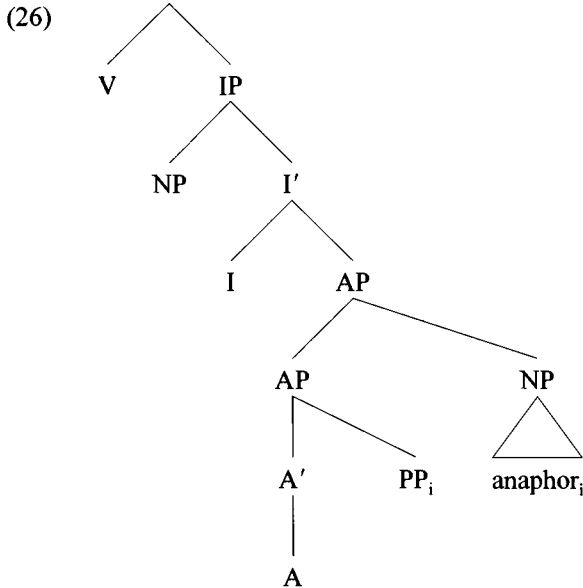 (26)
V IP
NP I′
I AP
AP NP
A′ PPi anaphori
A